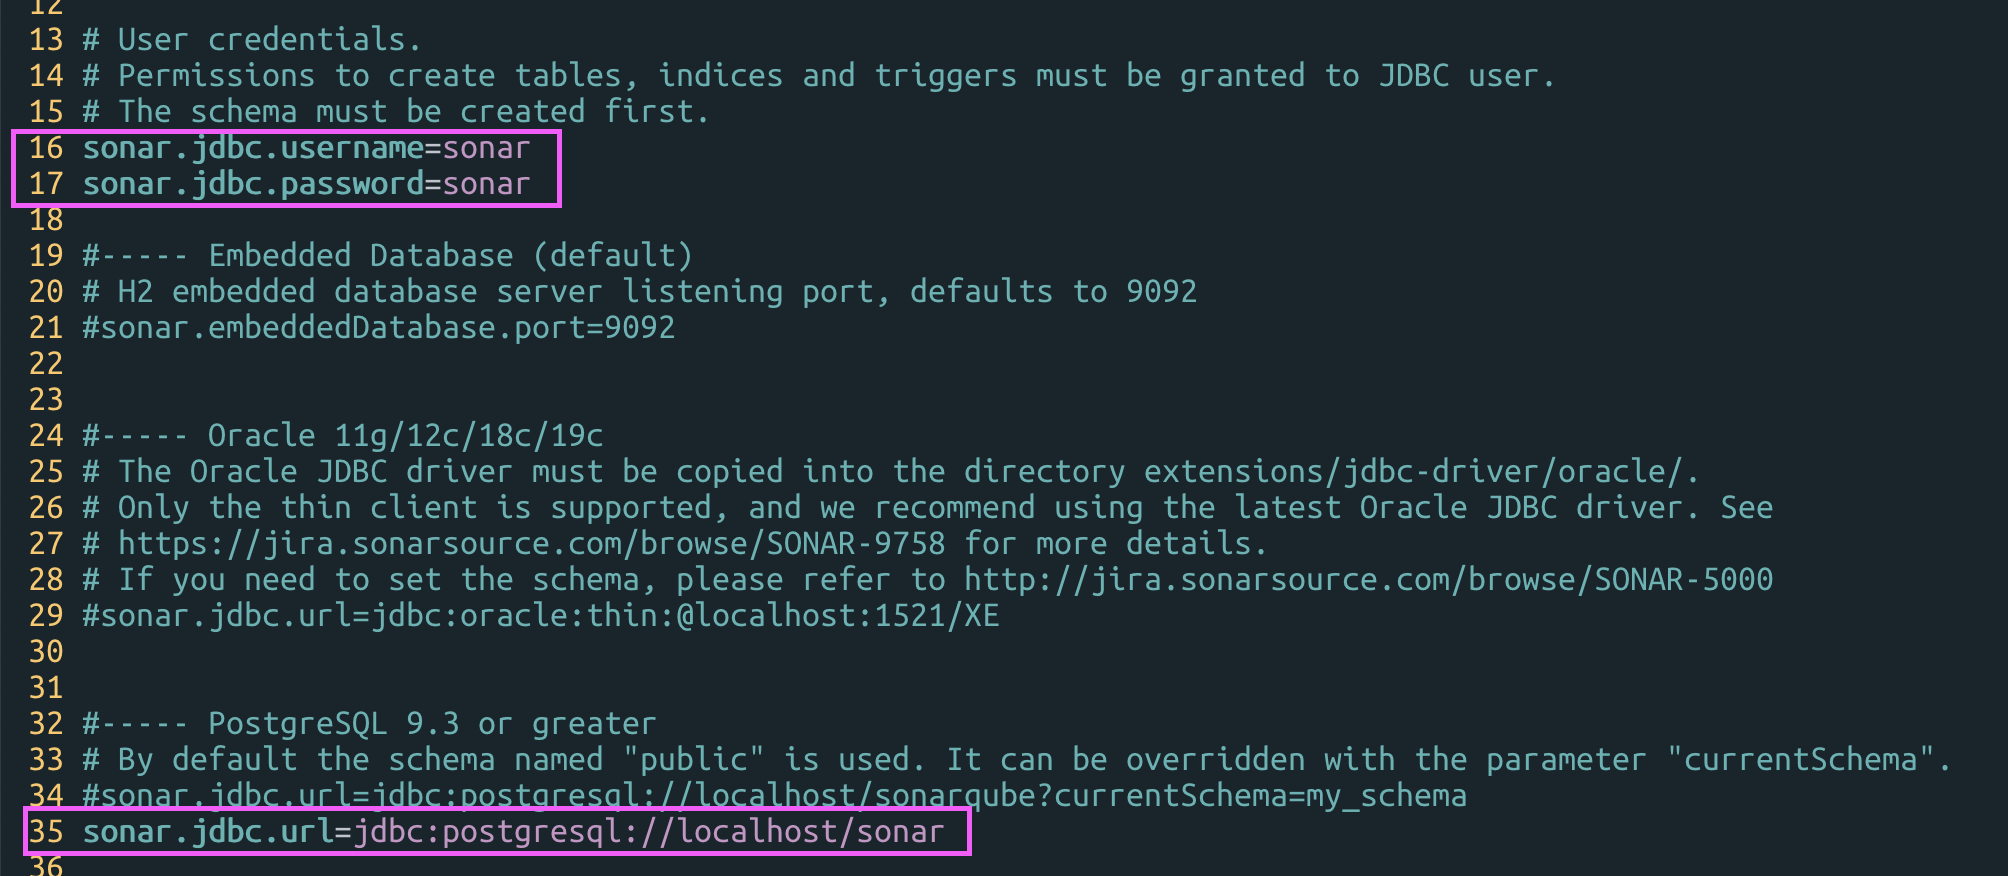 12
13 # User credentials.
14 # Permissions to create tables, indices and triggers must be granted to JDBC user.
15 # The schema must be created first.
16 sonar.jdbc.username=sonar
17 sonar.jdbc.password=sonar
18
19 #----- Embedded Database (default)
20 # H2 embedded database server listening port, defaults to 9092
21 #sonar.embeddedDatabase.port=9092
22
23
24 #----- Oracle 11g/12c/18c/19c
25 # The Oracle JDBC driver must be copied into the directory extensions/jdbc-driver/oracle/.
26 # Only the thin client is supported, and we recommend using the latest Oracle JDBC driver. See
27 # https://jira.sonarsource.com/browse/SONAR-9758 for more details.
28 # If you need to set the schema, please refer to http://jira.sonarsource.com/browse/SONAR-5000
29 #sonar.jdbc.url=jdbc:oracle:thin:@localhost:1521/XE
30
31
32 #----- PostgreSQL 9.3 or greater
33 # By default the schema named "public" is used. It can be overridden with the parameter "currentSchema".
34 #sonar.jdbc.url=jdbc:postgresql://localhost/sonarqube?currentSchema=my_schema
35 sonar.jdbc.url=jdbc:postgresql://localhost/sonar
36